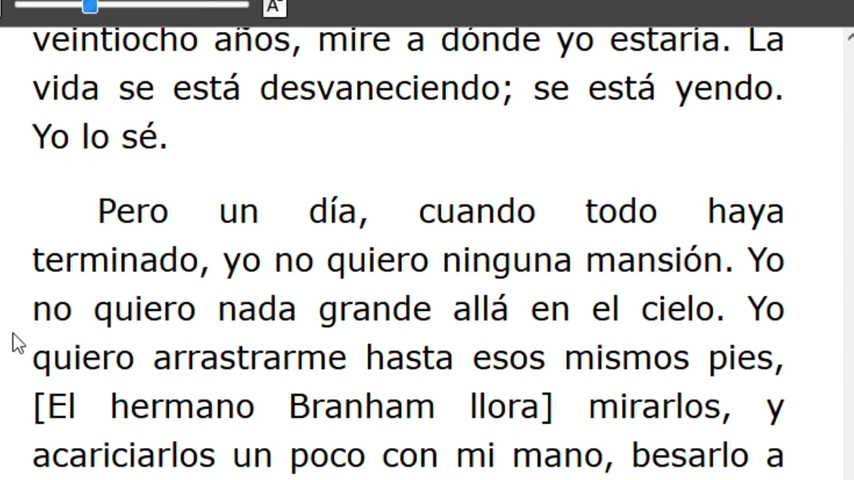 A
veintiocho años, mire a dónde yo estaría. La
vida se está desvaneciendo; se está yendo.
Yo lo sé.
Pero un día, cuando todo haya
terminado, yo no quiero ninguna mansión. Yo
no quiero nada grande allá en el cielo. Yo
quiero arrastrarme hasta esos mismos pies,
[El hermano Branham llora] mirarlos, y
acariciarlos un poco con mi mano, besarlo a